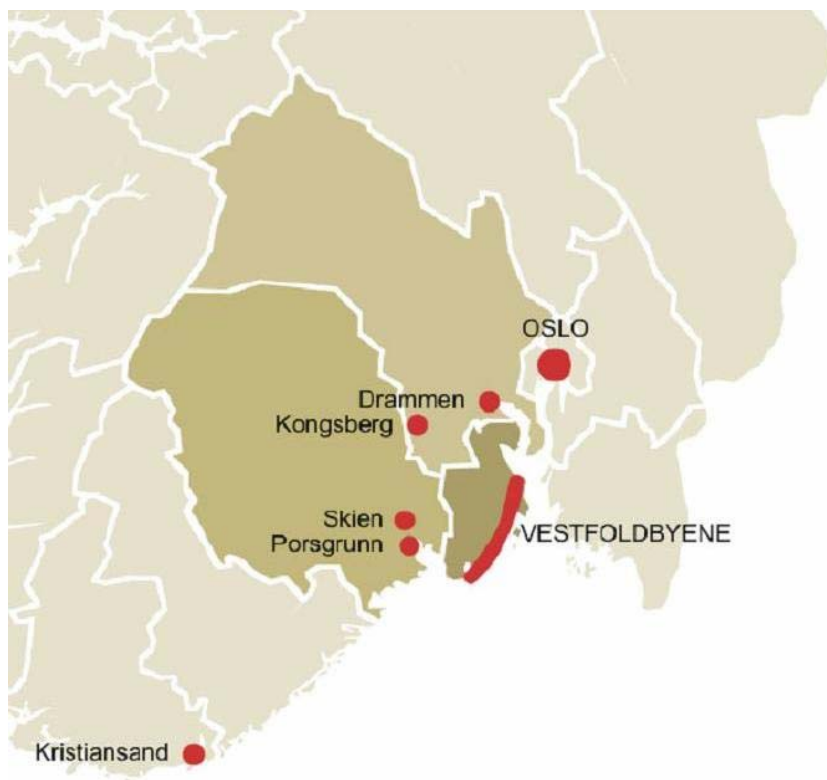 OSLO
Drammen
Kongsberg
Skien
VESTFOLDBYENE
Porsgrunn
Kristiansand